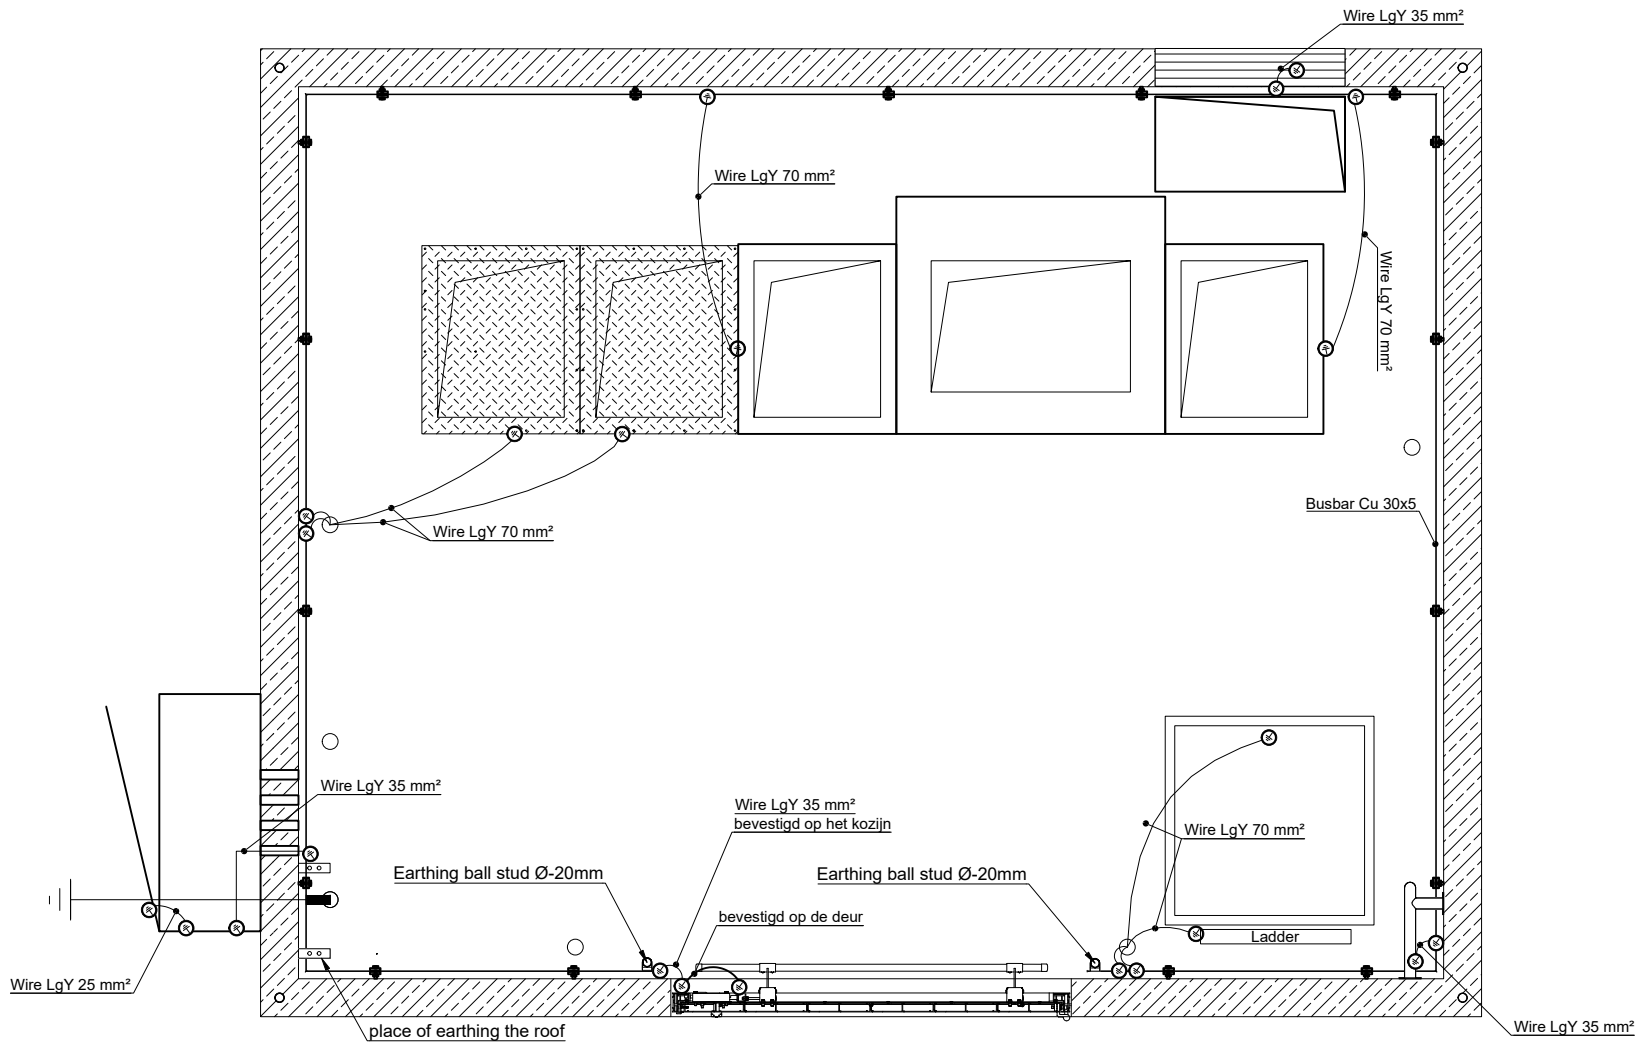 Wire LgY 35 mm²
Wire LgY 70 mm²
Wire LgY 70 mm²
Busbar Cu 30x5
Wire LgY 70 mm²
Wire LgY 35 mm²
Wire LgY 35 mm²
bevestigd op het kozijn
Wire LgY 70 mm²
Earthing ball stud Ø-20mm
Earthing ball stud Ø-20mm
bevestigd op de deur
Ladder
Wire LgY 25 mm²
place of earthing the roof
Wire LgY 35 mm²